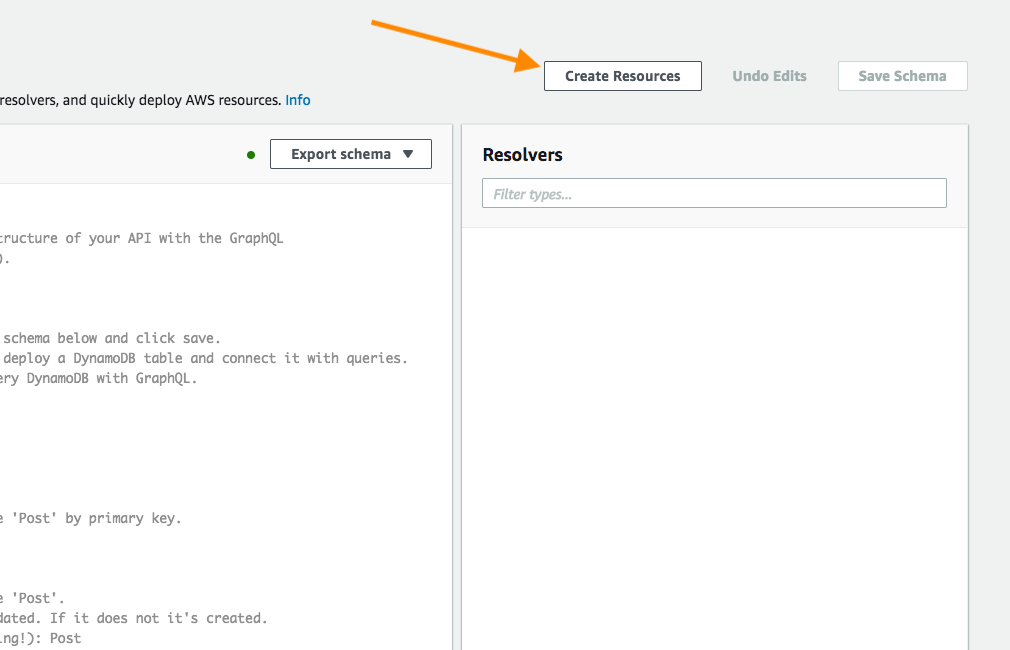 Create Resources
Undo Edits
Save Schema
resolvers, and quickly deploy AWS resources. Info
Export schema
Resolvers
Filter types...
tructure of your API with the GraphQL
).
schema below and click save.
deploy a DynamoDB table and connect it with queries.
ery DynamoDB with GraphQL.
e 'Post' by primary key.
e 'Post'.
dated. If it does not it's created.
ing!): Post